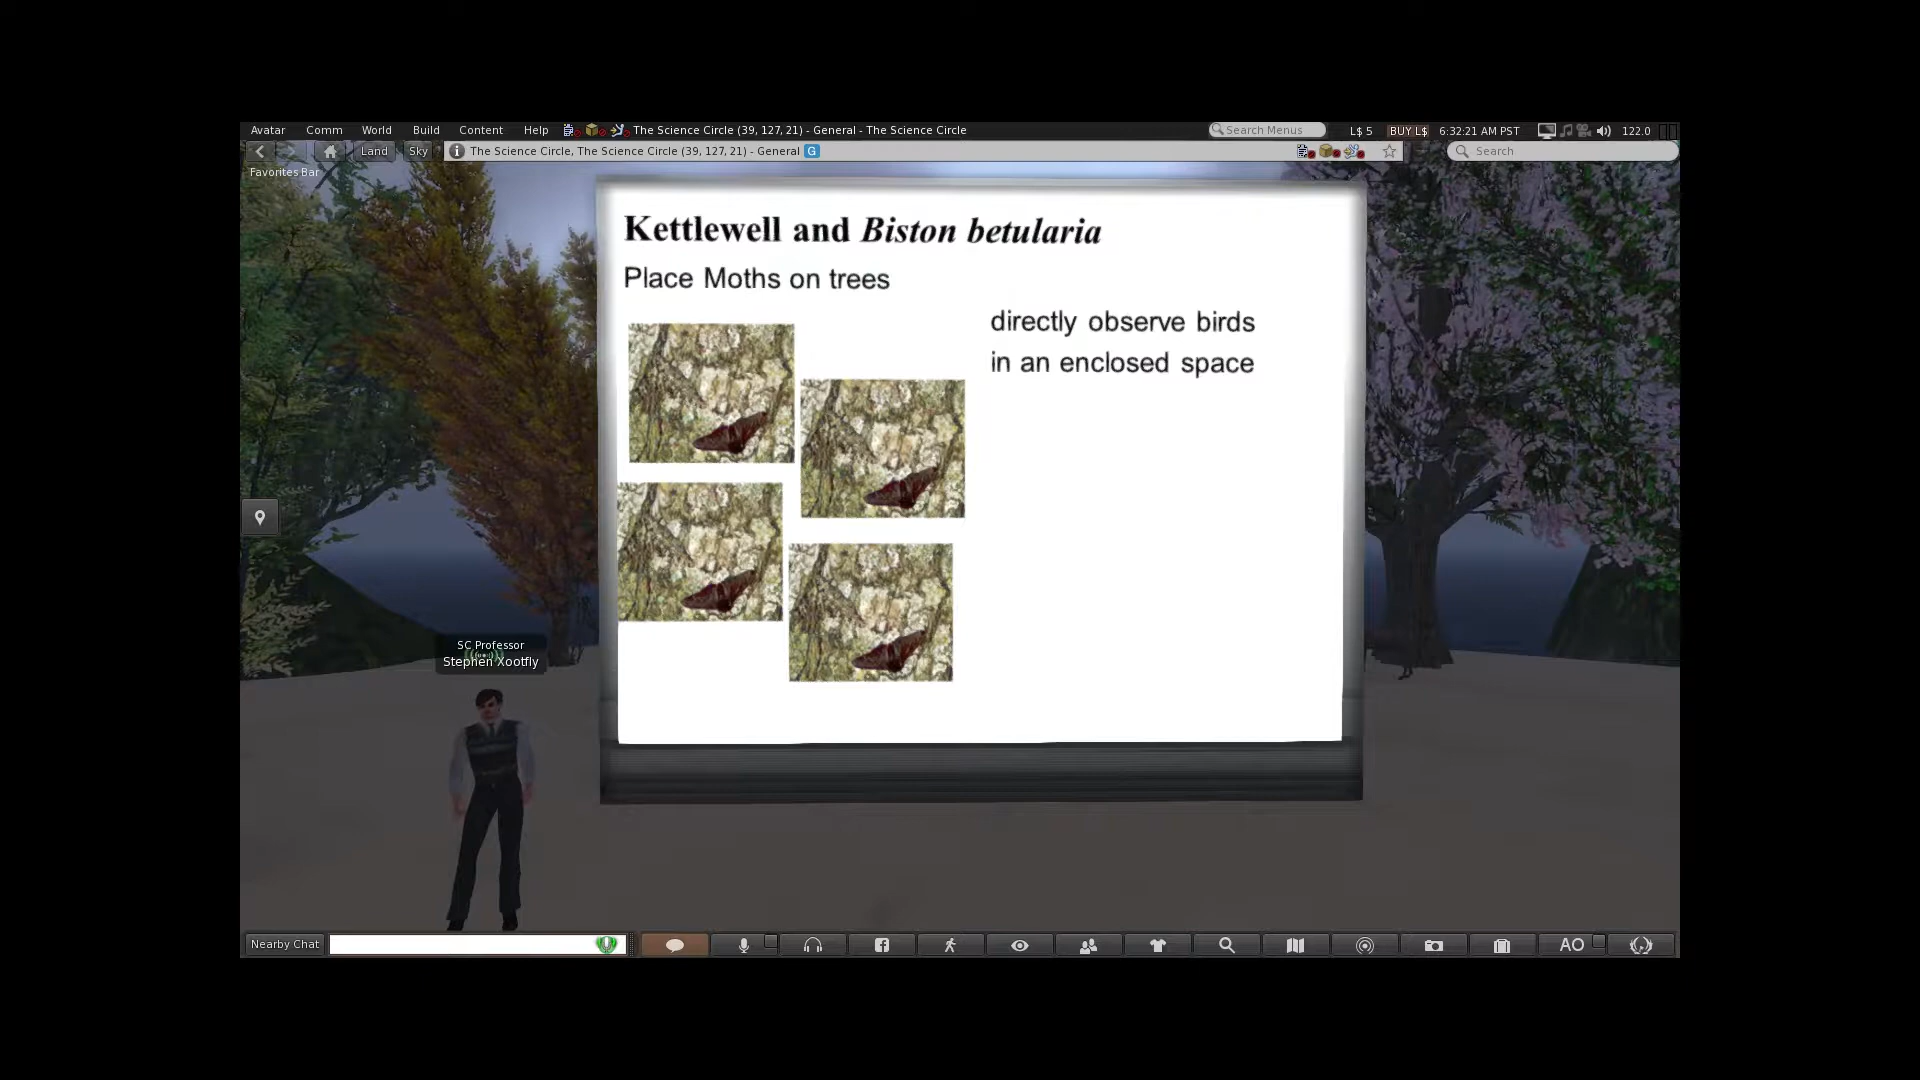 Avatar Comm World Build Content Help The Science Circle (39, 127, 21) - General - The Science Circle Search Menus L$ 5 BUY L$ 6:32:21 AM PST 122.0
Land Sky The Science Circle, The Science Circle (39, 127, 21) - General G Search
Favorites Bar
Kettlewell and Biston betularia
Place Moths on trees
directly observe birds
in an enclosed space
SC Professor
Stephen Xootfly
Nearby Chat AO